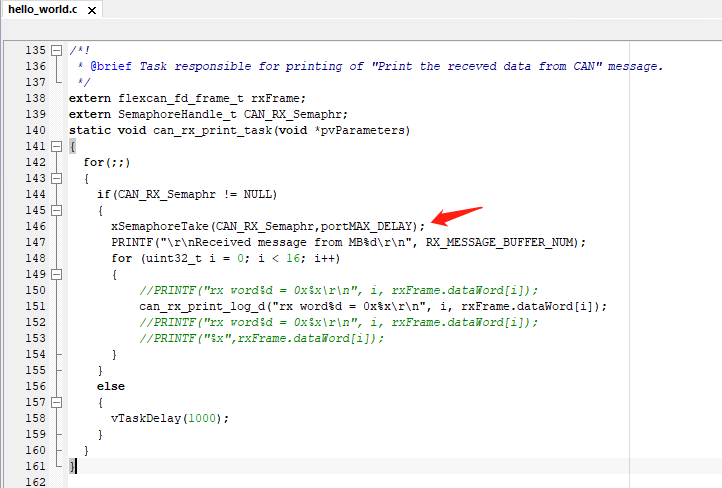 hello_world.c ×
135 /*!
136 * @brief Task responsible for printing of "Print the receved data from CAN" message.
137 */
138 extern flexcan_fd_frame_t rxFrame;
139 extern SemaphoreHandle_t CAN_RX_Semaphr;
140 static void can_rx_print_task(void *pvParameters)
141 {
142 for(;;)
143 {
144 if(CAN_RX_Semaphr != NULL)
145 {
146 xSemaphoreTake(CAN_RX_Semaphr,portMAX_DELAY);
147 PRINTF("\r\nReceived message from MB%d\r\n", RX_MESSAGE_BUFFER_NUM);
148 for (uint32_t i = 0; i < 16; i++)
149 {
150 //PRINTF("rx word%d = 0x%x\r\n", i, rxFrame.dataWord[i]);
151 can_rx_print_log_d("rx word%d = 0x%x\r\n", i, rxFrame.dataWord[i]);
152 //PRINTF("rx word%d = 0x%x\r\n", i, rxFrame.dataWord[i]);
153 //PRINTF("%x",rxFrame.dataWord[i]);
154 }
155 }
156 else
157 {
158 vTaskDelay(1000);
159 }
160 }
161 }
162